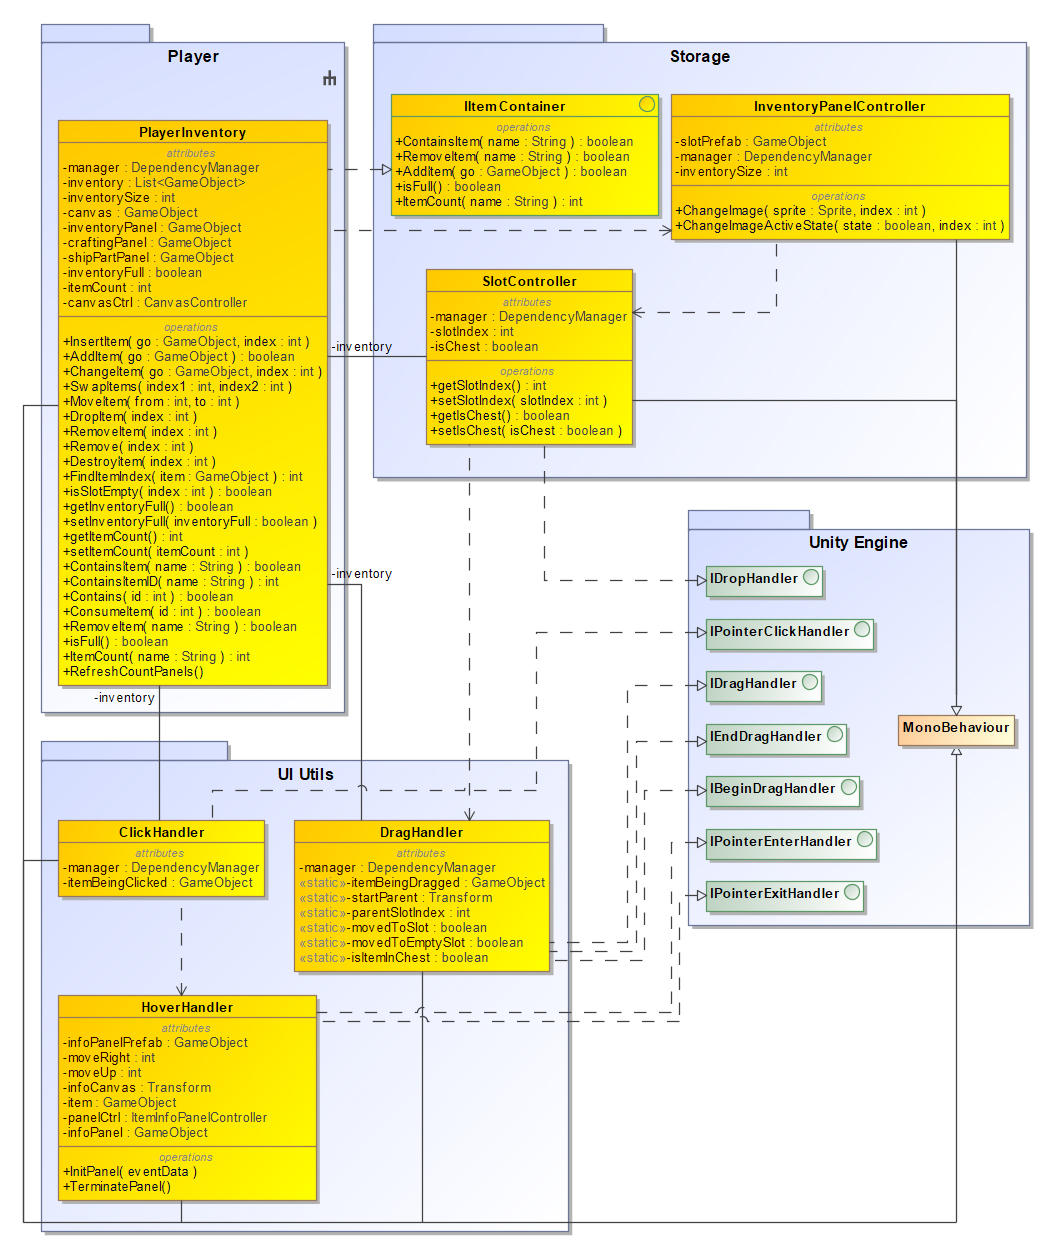 Player
PlayerInventory
attributes
-manager : DependencyManager
-inventory : List<GameObject>
-inventorySize : int
-canvas : GameObject
-inventoryPanel : GameObject
-craftingPanel : GameObject
-shipPartPanel : GameObject
-inventoryFull : boolean
-itemCount : int
-canvasCtrl : CanvasController
operations
+InsertItem( go : GameObject, index : int )
+AddItem( go : GameObject ) : boolean
+ChangeItem( go : GameObject, index : int )
+SwapItems( index1 : int, index2 : int )
+MoveItem( from : int, to : int )
+DropItem( index : int )
+RemoveItem( index : int )
+Remove( index : int )
+DestroyItem( index : int )
+FindItemIndex( item : GameObject ) : int
+isSlotEmpty( index : int ) : boolean
+getInventoryFull() : boolean
+setInventoryFull( inventoryFull : boolean )
+getItemCount() : int
+setItemCount( itemCount : int )
+ContainsItem( name : String ) : boolean
+ContainsItemID( name : String ) : int
+Contains( id : int ) : boolean
+ConsumeItem( id : int ) : boolean
+RemoveItem( name : String ) : boolean
+isFull() : boolean
+ItemCount( name : String ) : int
+RefreshCountPanels()
-inventory
-inventory
-inventory
Storage
IItemContainer
operations
+ContainsItem( name : String ) : boolean
+RemoveItem( name : String ) : boolean
+AddItem( go : GameObject ) : boolean
+isFull() : boolean
+ItemCount( name : String ) : int
InventoryPanelController
attributes
-slotPrefab : GameObject
-manager : DependencyManager
-inventorySize : int
operations
+ChangeImage( sprite : Sprite, index : int )
+ChangeImageActiveState( state : boolean, index : int )
SlotController
attributes
-manager : DependencyManager
-slotIndex : int
-isChest : boolean
operations
+getSlotIndex() : int
+setSlotIndex( slotIndex : int )
+getIsChest() : boolean
+setIsChest( isChest : boolean )
Unity Engine
IDropHandler
IPointerClickHandler
IDragHandler
IEndDragHandler
IBeginDragHandler
IPointerEnterHandler
IPointerExitHandler
MonoBehaviour
UI Utils
ClickHandler
attributes
-manager : DependencyManager
-itemBeingClicked : GameObject
DragHandler
attributes
-manager : DependencyManager
«static»-itemBeingDragged : GameObject
«static»-startParent : Transform
«static»-parentSlotIndex : int
«static»-movedToSlot : boolean
«static»-movedToEmptySlot : boolean
«static»-isItemInChest : boolean
HoverHandler
attributes
-infoPanelPrefab : GameObject
-moveRight : int
-moveUp : int
-infoCanvas : Transform
-item : GameObject
-panelCtrl : ItemInfoPanelController
-infoPanel : GameObject
operations
+InitPanel( eventData )
+TerminatePanel()